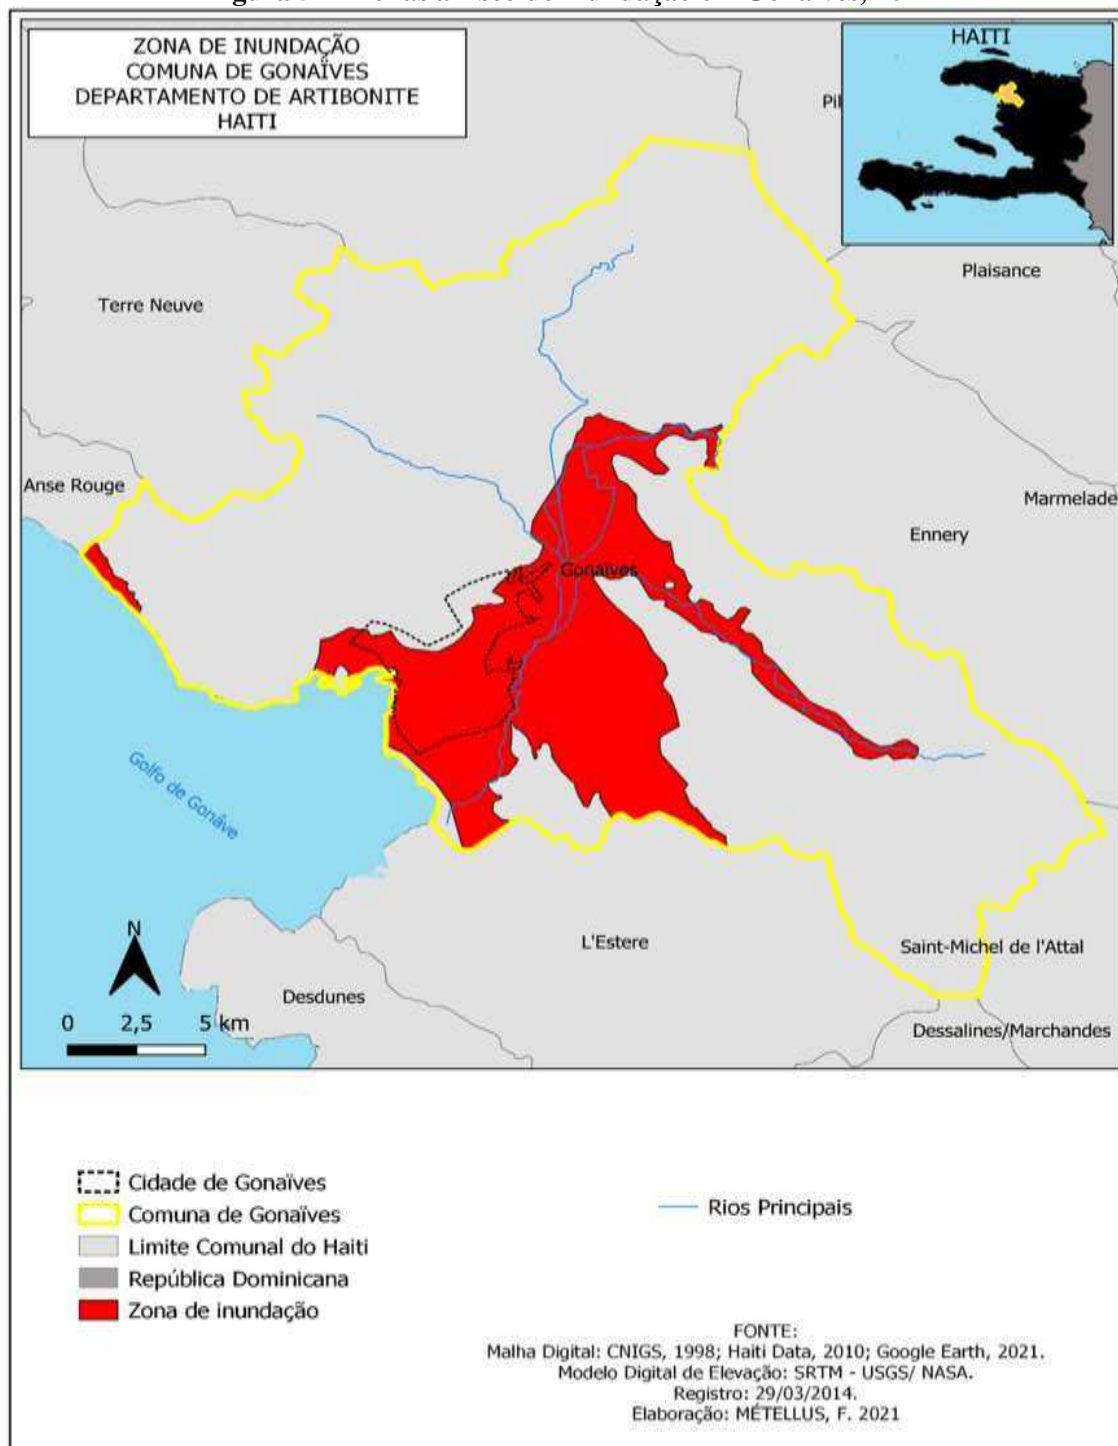 ZONA DE INUNDAÇÃO
COMUNA DE GONAÏVES
DEPARTAMENTO DE ARTIBONITE
HAITI
HAITI
Plaisance
Terre Neuve
Anse Rouge
Marmelade
Ennery
Gonaïves
Golfo de Gonâve
N
L'Estere
Saint-Michel de l'Attal
Desdunes
Dessalines/Marchandes
0 2,5 5 km
Cidade de Gonaïves
Comuna de Gonaïves
Limite Comunal do Haiti
República Dominicana
Zona de inundação
Rios Principais
FONTE:
Malha Digital: CNIGS, 1998; Haiti Data, 2010; Google Earth, 2021.
Modelo Digital de Elevação: SRTM - USGS/ NASA.
Registro: 29/03/2014.
Elaboração: MÉTELLUS, F. 2021